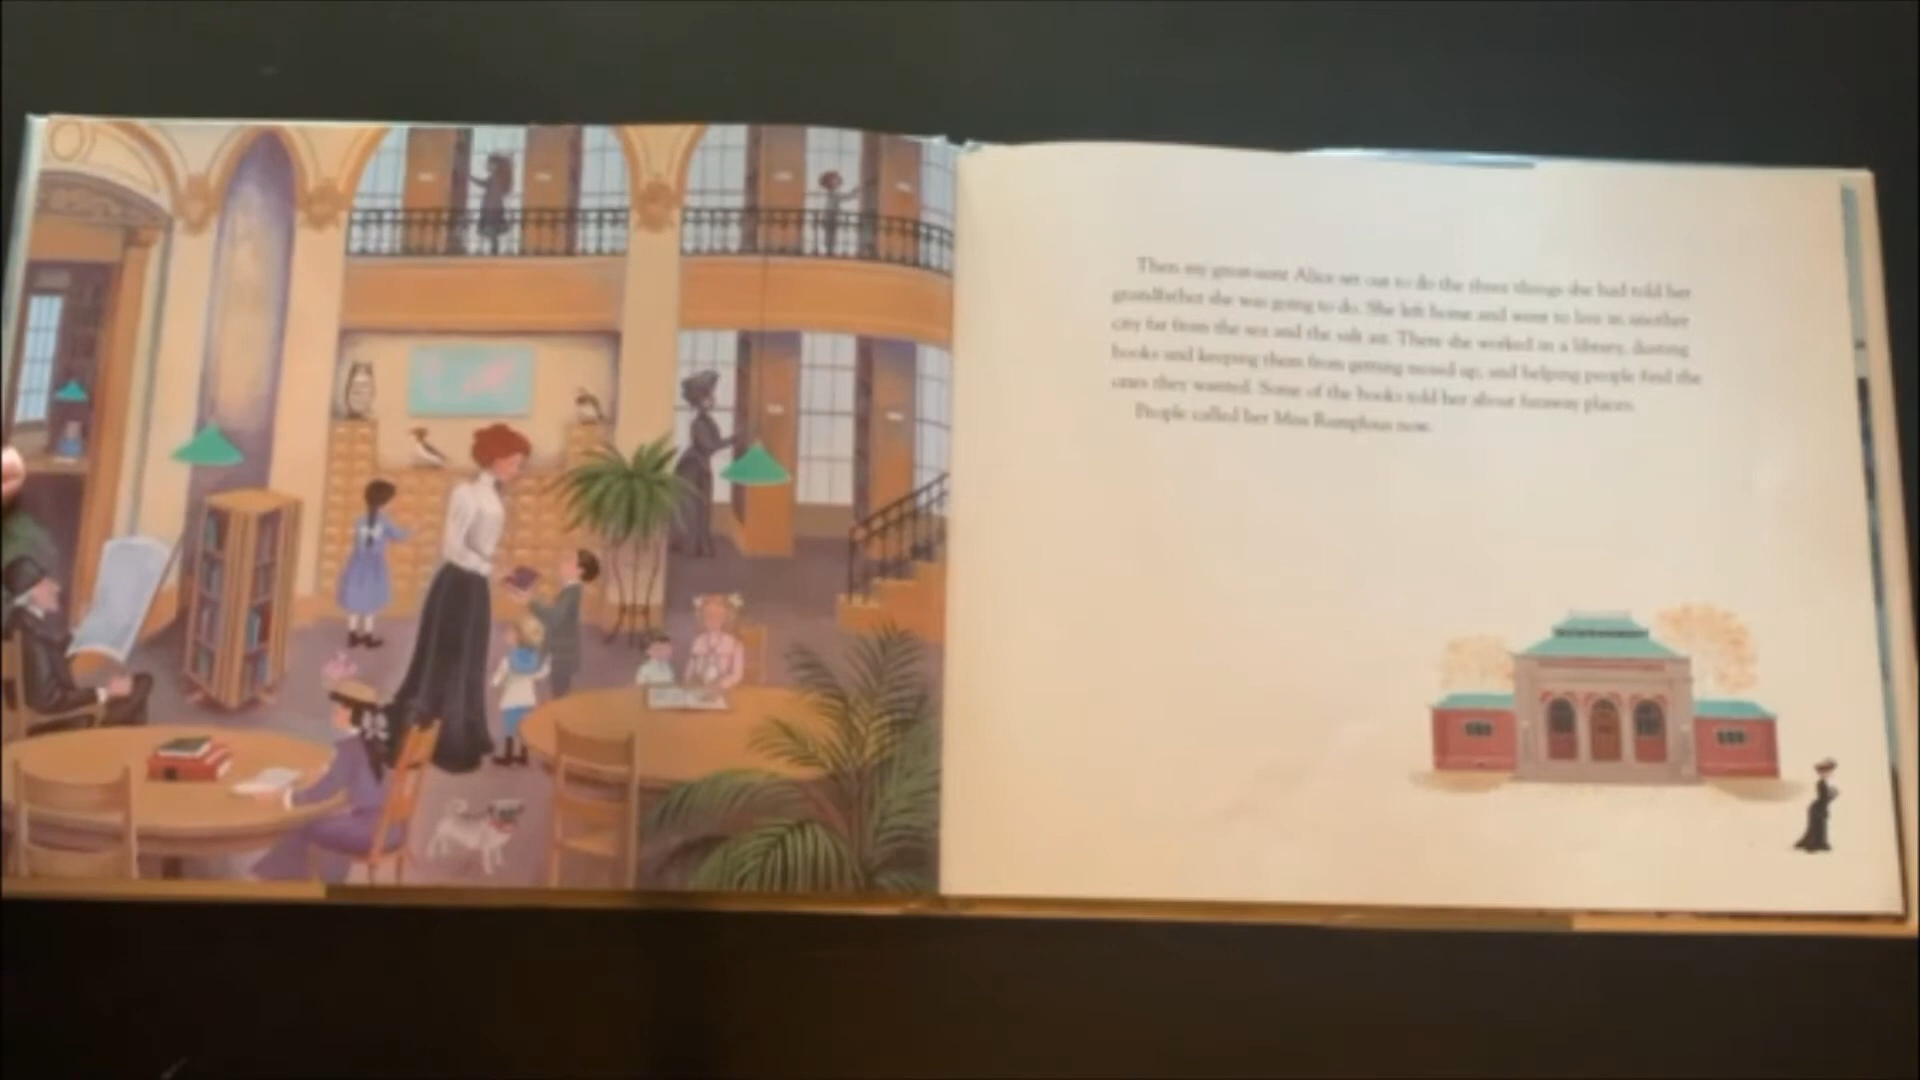 Then my great-aunt Alice set out to do the three things she had told her
grandfather she was going to do. She left home and went to live in another
city far from the sea and the salt air. There she worked in a library, dusting
books and keeping them from getting mixed up, and helping people find the
ones they wanted. Some of the books told her about faraway places.
People called her Miss Rumphius now.